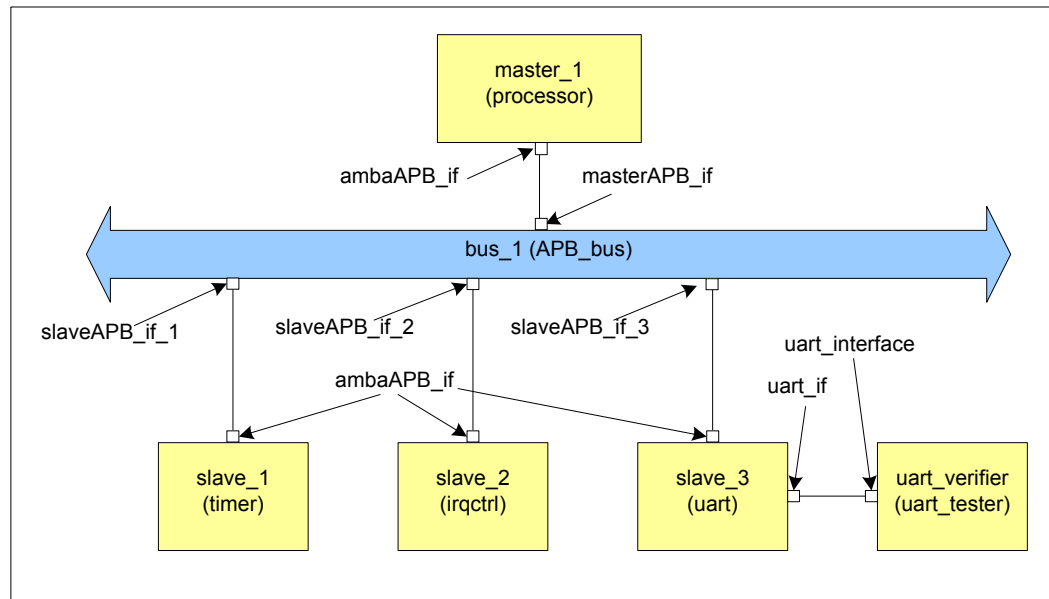 master_1
(processor)
ambaAPB_if
masterAPB_if
bus_1 (APB_bus)
slaveAPB_if_1
slaveAPB_if_2
slaveAPB_if_3
uart_interface
ambaAPB_if
uart_if
slave_1
(timer)
slave_2
(irqctrl)
slave_3
(uart)
uart_verifier
(uart_tester)